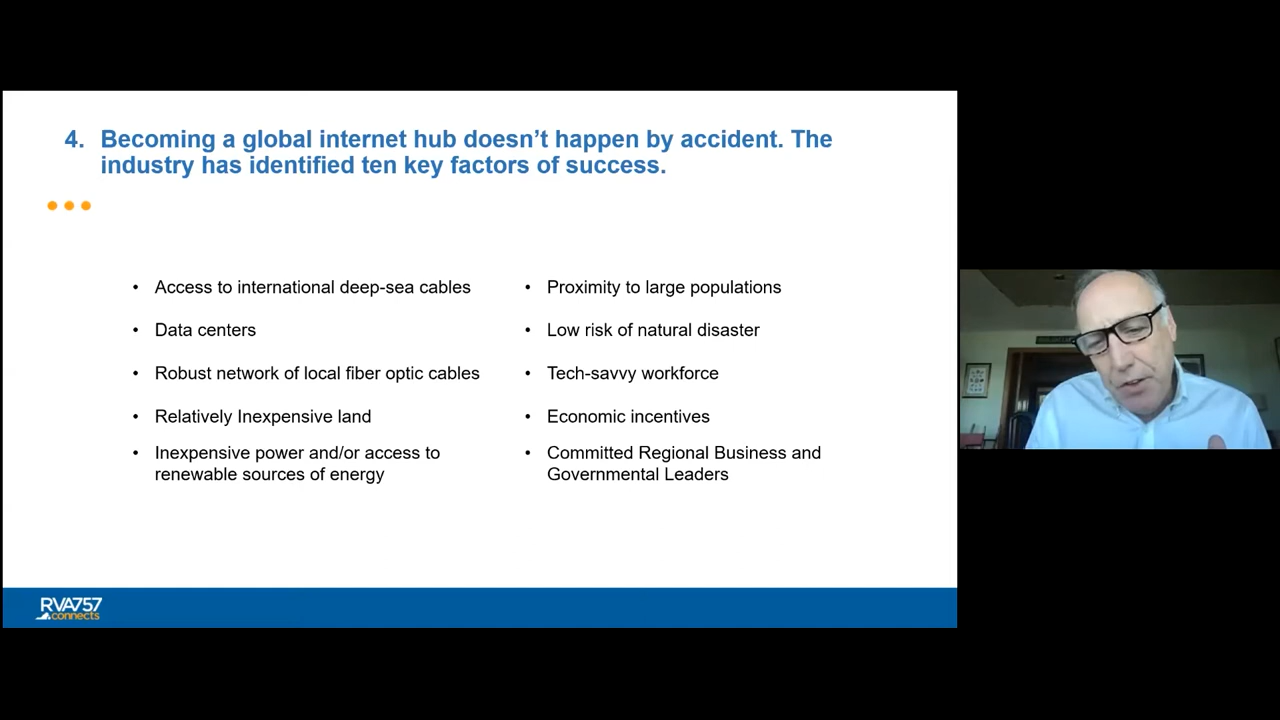 4. Becoming a global internet hub doesn’t happen by accident. The
industry has identified ten key factors of success.
• Access to international deep-sea cables
• Data centers
• Robust network of local fiber optic cables
• Relatively Inexpensive land
• Inexpensive power and/or access to
renewable sources of energy
• Proximity to large populations
• Low risk of natural disaster
• Tech-savvy workforce
• Economic incentives
• Committed Regional Business and
Governmental Leaders
RVA757
connects